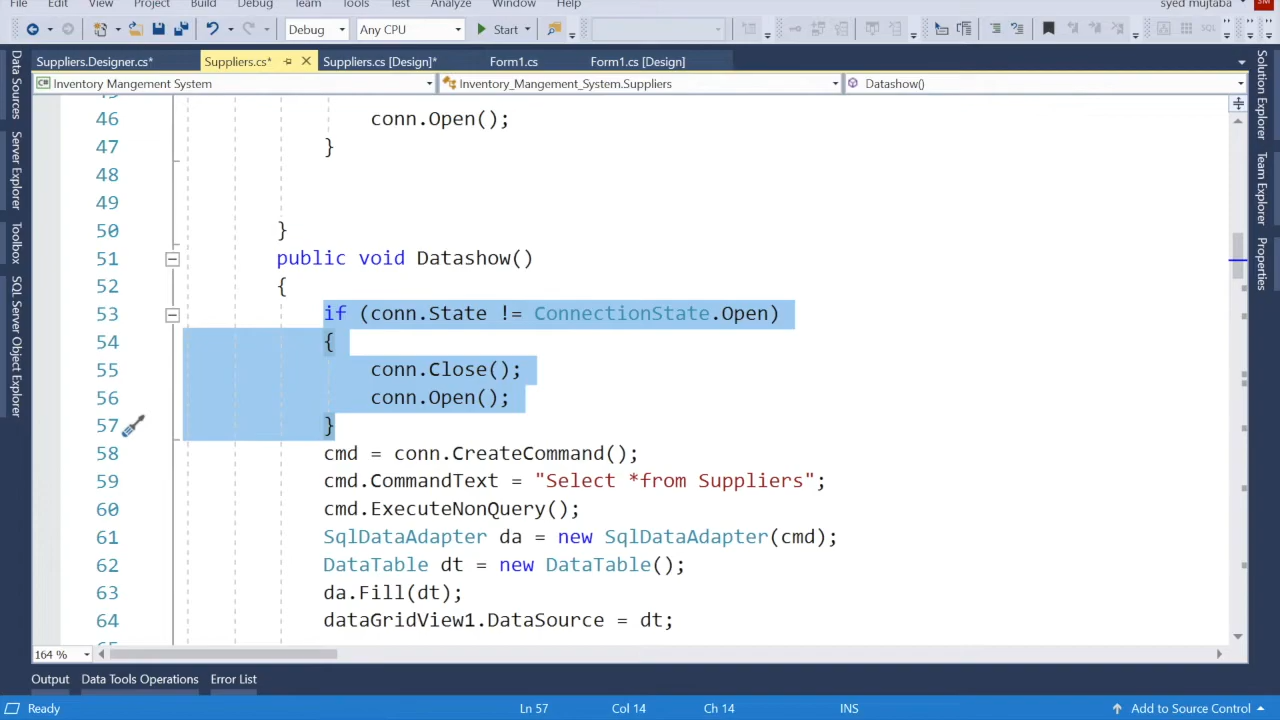 File Edit View Project Build Debug Team Tools Test Analyze Window Help syed mujtaba SM
Debug Any CPU Start
Suppliers.Designer.cs* Suppliers.cs* Suppliers.cs [Design]* Form1.cs Form1.cs [Design]
Inventory Mangement System Inventory_Mangement_System.Suppliers Datashow()
Data Sources
Server Explorer
Toolbox
SQL Server Object Explorer
46 conn.Open();
47 }
48
49
50 }
51 public void Datashow()
52 {
53 if (conn.State != ConnectionState.Open)
54 {
55 conn.Close();
56 conn.Open();
57 }
58 cmd = conn.CreateCommand();
59 cmd.CommandText = "Select *from Suppliers";
60 cmd.ExecuteNonQuery();
61 SqlDataAdapter da = new SqlDataAdapter(cmd);
62 DataTable dt = new DataTable();
63 da.Fill(dt);
64 dataGridView1.DataSource = dt;
Solution Explorer
Team Explorer
Properties
164 %
Output Data Tools Operations Error List
Ready Ln 57 Col 14 Ch 14 INS Add to Source Control